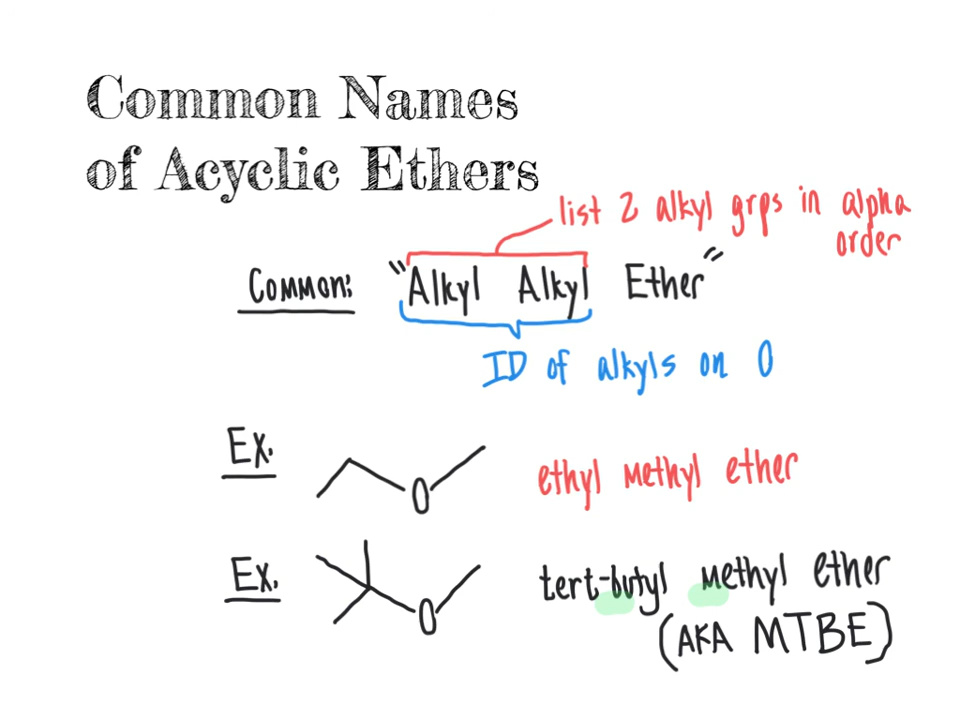 Common Names
of Acyclic Ethers
list 2 alkyl grps in alpha
order
Common: "Alkyl Alkyl Ether"
ID of alkyls on O
Ex.
O
ethyl methyl ether
Ex.
O
tert-butyl methyl ether
(AKA MTBE)